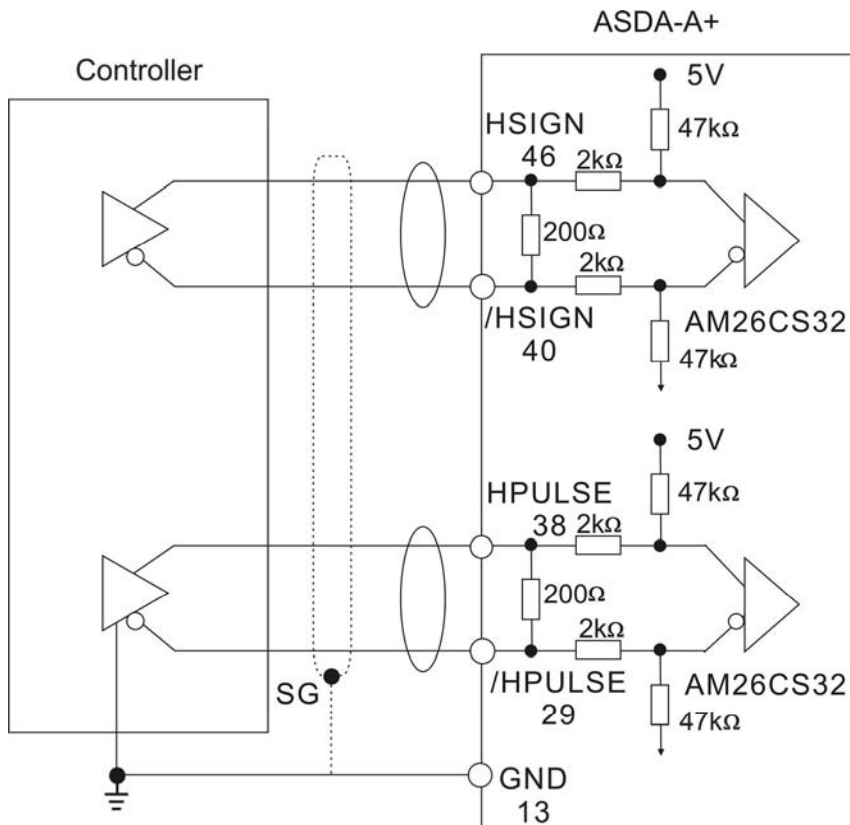 ASDA-A+
Controller
5V
47kΩ
HSIGN
46
2kΩ
200Ω
2kΩ
/HSIGN
40
AM26CS32
47kΩ
5V
47kΩ
HPULSE
38
2kΩ
200Ω
2kΩ
/HPULSE
29
AM26CS32
47kΩ
SG
GND
13